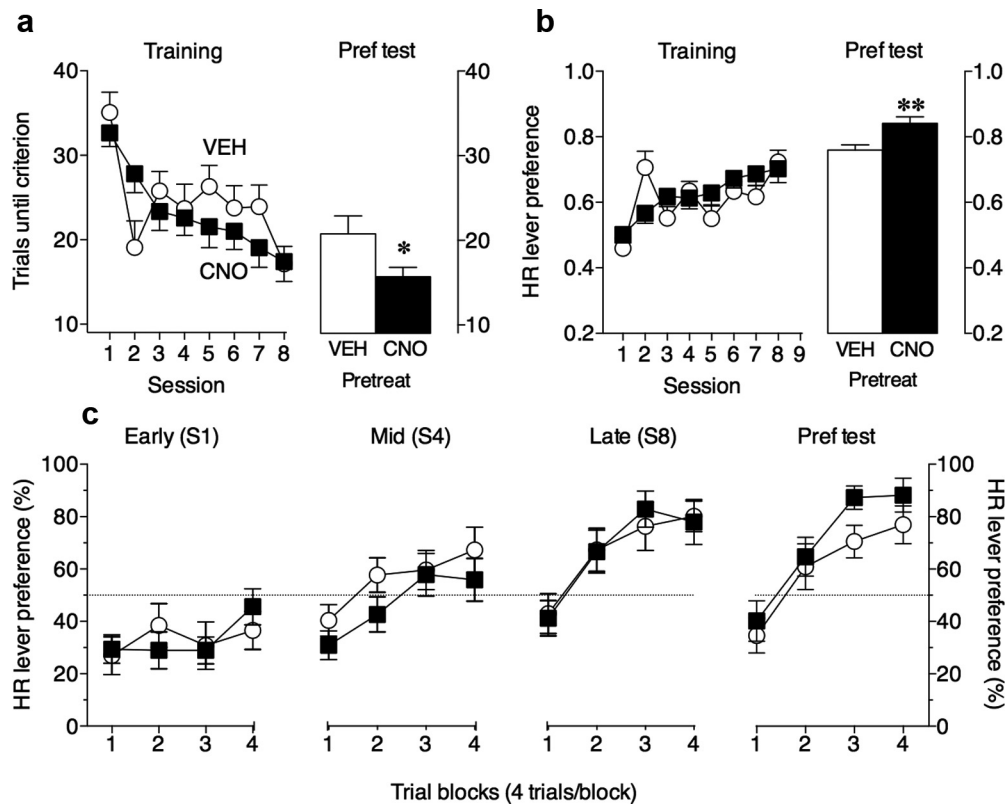 a
Training
Pref test
Trials until criterion
40
30
20
10
VEH
CNO
1 2 3 4 5 6 7 8
Session
*
VEH CNO
Pretreat
40
30
20
10
b
Training
Pref test
HR lever preference
1.0
0.8
0.6
0.4
0.2
1 2 3 4 5 6 7 8 9
Session
**
VEH CNO
Pretreat
1.0
0.8
0.6
0.4
0.2
c
Early (S1)
Mid (S4)
Late (S8)
Pref test
HR lever preference (%)
100
80
60
40
20
0
1 2 3 4
1 2 3 4
1 2 3 4
1 2 3 4
100
80
60
40
20
0
HR lever preference (%)
Trial blocks (4 trials/block)